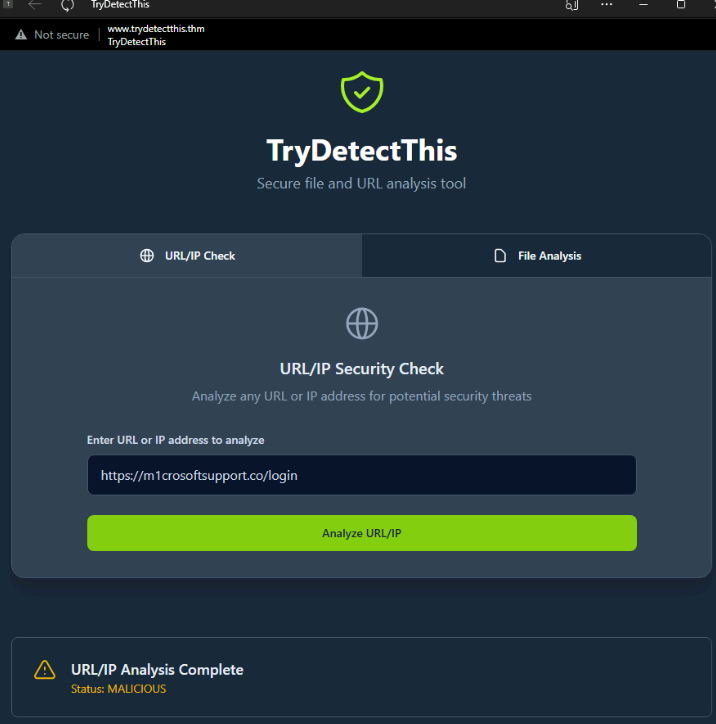 TryDetectThis
Not secure
www.trydetectthis.thm
TryDetectThis
TryDetectThis
Secure file and URL analysis tool
URL/IP Check
File Analysis
URL/IP Security Check
Analyze any URL or IP address for potential security threats
Enter URL or IP address to analyze
https://m1crosoftsupport.co/login
Analyze URL/IP
URL/IP Analysis Complete
Status: MALICIOUS